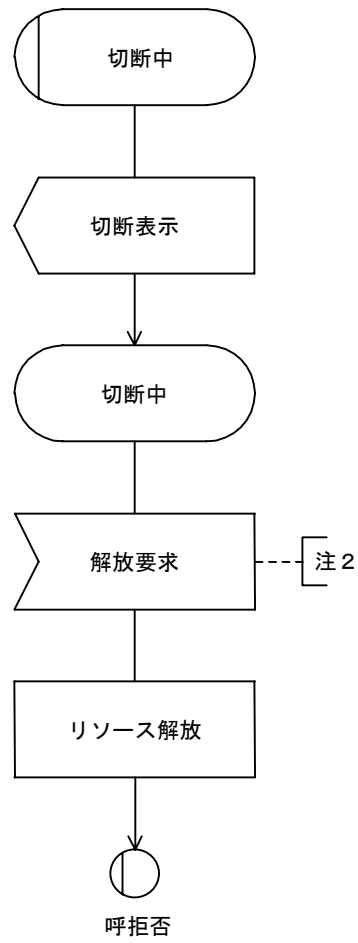 切断中
切断表示
切断中
解放要求
注２
リソース解放
呼拒否